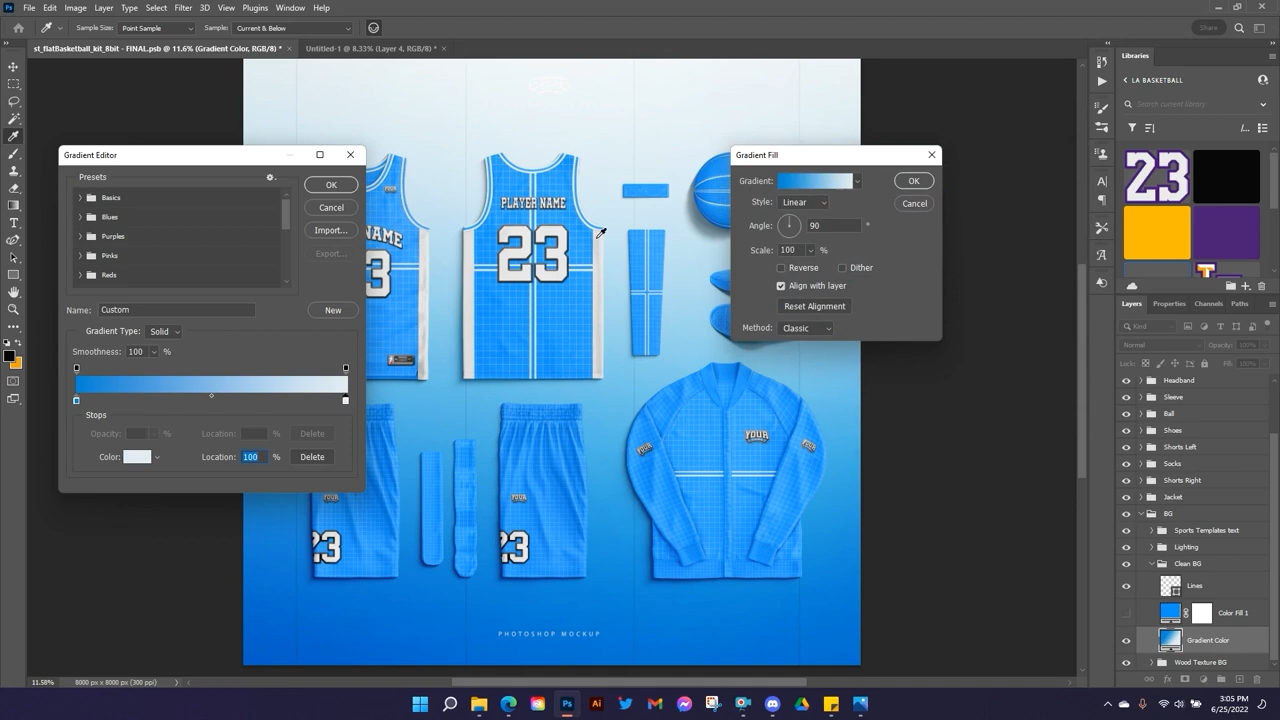 File Edit Image Layer Type Select Filter 3D View Plugins Window Help
Sample Size: Point Sample Sample: Current & Below Share
st_flatBasketball_kit_8bit - FINAL.psb @ 11.6% (Gradient Color, RGB/8) * Untitled-1 @ 8.33% (Layer 4, RGB/8) *
Gradient Editor
Presets
Basics
Blues
Purples
Pinks
Reds
OK
Cancel
Import...
Export...
Name: Custom New
Gradient Type: Solid
Smoothness: 100 %
Stops
Opacity: % Location: Delete
Color: Location: 100 % Delete
PLAYER NAME
23
YOUR
YOUR
YOUR
YOUR
YOUR
23
23
PHOTOSHOP MOCKUP
Gradient Fill
Gradient: OK
Style: Linear Cancel
Angle: 90 °
Scale: 100 %
Reverse Dither
Align with layer
Reset Alignment
Method: Classic
Libraries
LA BASKETBALL
Search current library
23
Layers Properties Channels Paths
Kind
Normal Opacity: 100%
Lock: Fill: 100%
Headband
Sleeve
Ball
Shoes
Shorts Left
Socks
Shorts Right
Jacket
BG
Sports Templates text
Lighting
Clean BG
Lines
Color Fill 1
Gradient Color
Wood Texture BG
11.58% 8000 px x 8000 px (300 ppi)
3:05 PM
6/25/2022